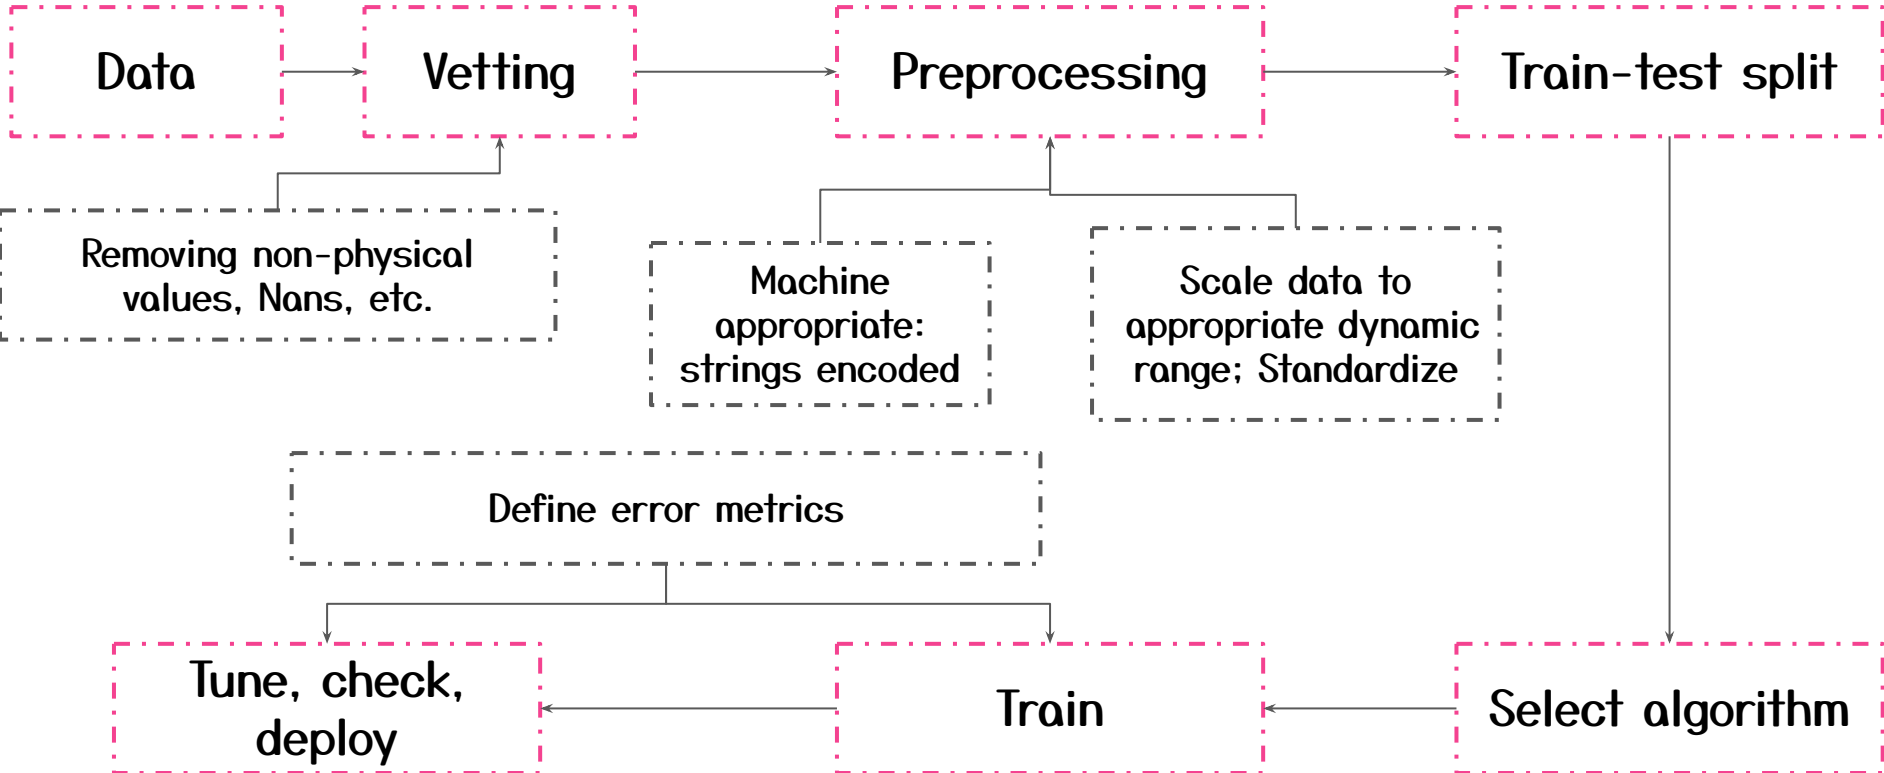 Data
Vetting
Preprocessing
Train-test split
Removing non-physical
values, Nans, etc.
Machine
appropriate:
strings encoded
Scale data to
appropriate dynamic
range; Standardize
Define error metrics
Tune, check,
deploy
Train
Select algorithm